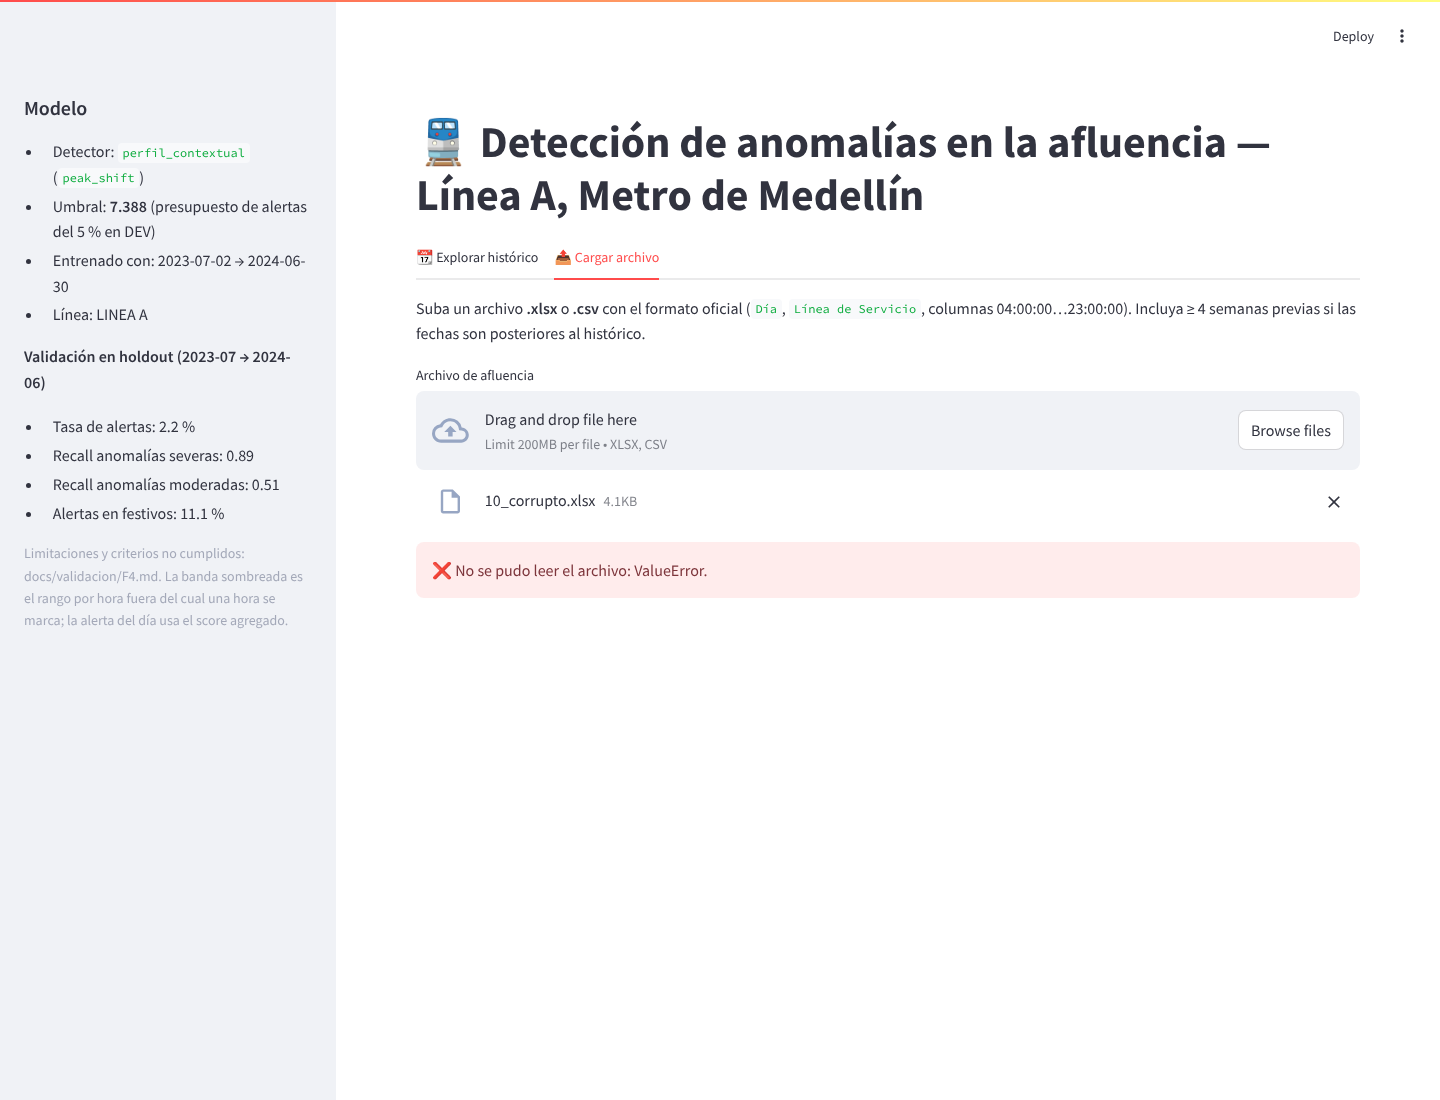 Deploy
Modelo
Detector: perfil_contextual
( peak_shift )
Umbral: 7.388 (presupuesto de alertas
del 5 % en DEV)
Entrenado con: 2023-07-02 → 2024-06-
30
Línea: LINEA A
Validación en holdout (2023-07 → 2024-
06)
Tasa de alertas: 2.2 %
Recall anomalías severas: 0.89
Recall anomalías moderadas: 0.51
Alertas en festivos: 11.1 %
Limitaciones y criterios no cumplidos:
docs/validacion/F4.md. La banda sombreada es
el rango por hora fuera del cual una hora se
marca; la alerta del día usa el score agregado.
🚆 Detección de anomalías en la afluencia —
Línea A, Metro de Medellín
📆 Explorar histórico 📤 Cargar archivo
Suba un archivo .xlsx o .csv con el formato oficial ( Día , Línea de Servicio , columnas 04:00:00…23:00:00). Incluya ≥ 4 semanas previas si las
fechas son posteriores al histórico.
Archivo de afluencia
Drag and drop file here
Limit 200MB per file • XLSX, CSV
Browse files
10_corrupto.xlsx 4.1KB
❌ No se pudo leer el archivo: ValueError.